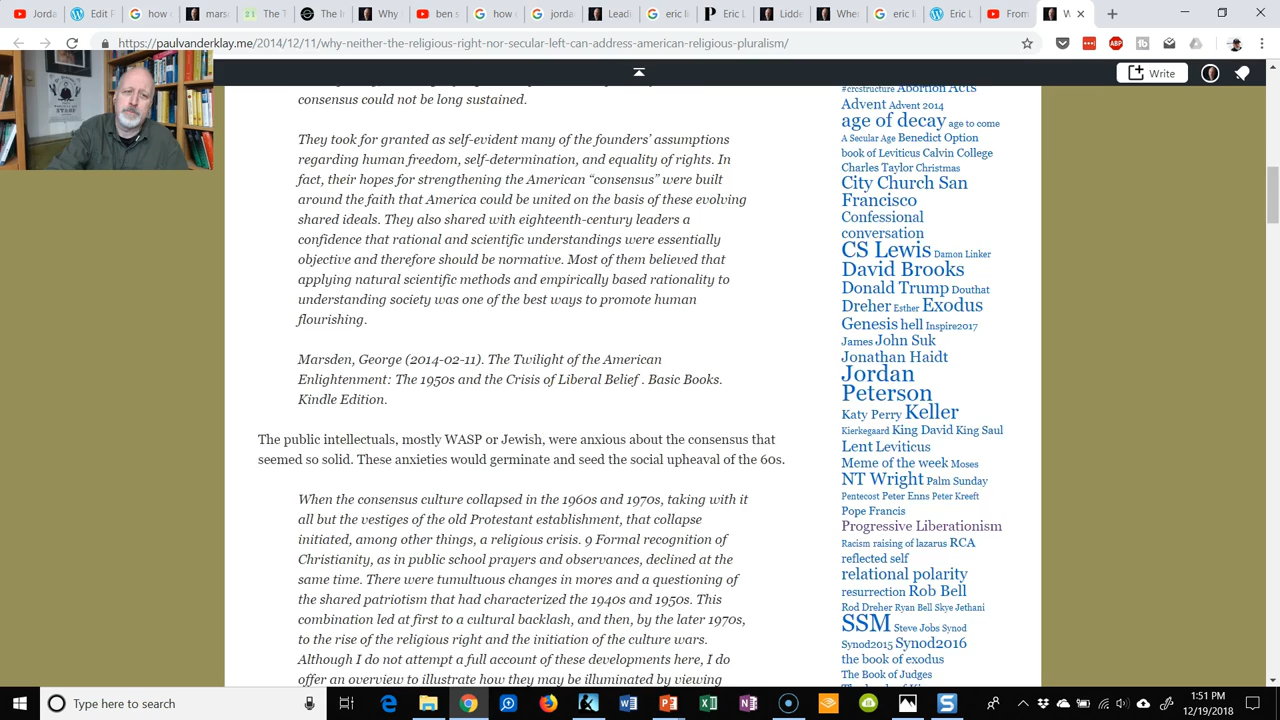 Jorda
how c
mars
21 The T
Why
How
jorda
Leade
eric li
Eric L
Lidde
Whe
Googl
Eric L
From
W
https://paulvanderklay.me/2014/12/11/why-neither-the-religious-right-or-secular-left-can-address-american-religious-pluralism/
Write
consensus could not be long sustained.
They took for granted as self-evident many of the founders’ assumptions
regarding human freedom, self-determination, and equality of rights. In
fact, their hopes for strengthening the American “consensus” were built
around the faith that America could be united on the basis of these evolving
shared ideals. They also shared with eighteenth-century leaders a
confidence that rational and scientific understandings were essentially
objective and therefore should be normative. Most of them believed that
applying natural scientific methods and empirically based rationality to
understanding society was one of the best ways to promote human
flourishing.
Marsden, George (2014-02-11). The Twilight of the American
Enlightenment: The 1950s and the Crisis of Liberal Belief . Basic Books.
Kindle Edition.
The public intellectuals, mostly WASP or Jewish, were anxious about the consensus that
seemed so solid. These anxieties would germinate and seed the social upheaval of the 60s.
When the consensus culture collapsed in the 1960s and 1970s, taking with it
all but the vestiges of the old Protestant establishment, that collapse
initiated, among other things, a religious crisis. 9 Formal recognition of
Christianity, as in public school prayers and observances, declined at the
same time. There were tumultuous changes in mores and a questioning of
the shared patriotism that had characterized the 1940s and 1950s. This
combination led at first to a cultural backlash, and then, by the later 1970s,
to the rise of the religious right and the initiation of the culture wars.
Although I do not attempt a full account of these developments here, I do
offer an overview to illustrate how they may be illuminated by viewing
#crcstructure Abortion Acts
Advent Advent 2014
age of decay age to come
A Secular Age Benedict Option
book of Leviticus Calvin College
Charles Taylor Christmas
City Church San
Francisco
Confessional
conversation
CS Lewis Damon Linker
David Brooks
Donald Trump Douthat
Dreher Esther Exodus
Genesis hell Inspire2017
James John Suk
Jonathan Haidt
Jordan
Peterson
Katy Perry Keller
Kierkegaard King David King Saul
Lent Leviticus
Meme of the week Moses
NT Wright Palm Sunday
Pentecost Peter Enns Peter Kreeft
Pope Francis
Progressive Liberationism
Racism raising of lazarus RCA
reflected self
relational polarity
resurrection Rob Bell
Rod Dreher Ryan Bell Skye Jethani
SSM Steve Jobs Synod
Synod2015 Synod2016
the book of exodus
The Book of Judges
Type here to search
1:51 PM
12/19/2018